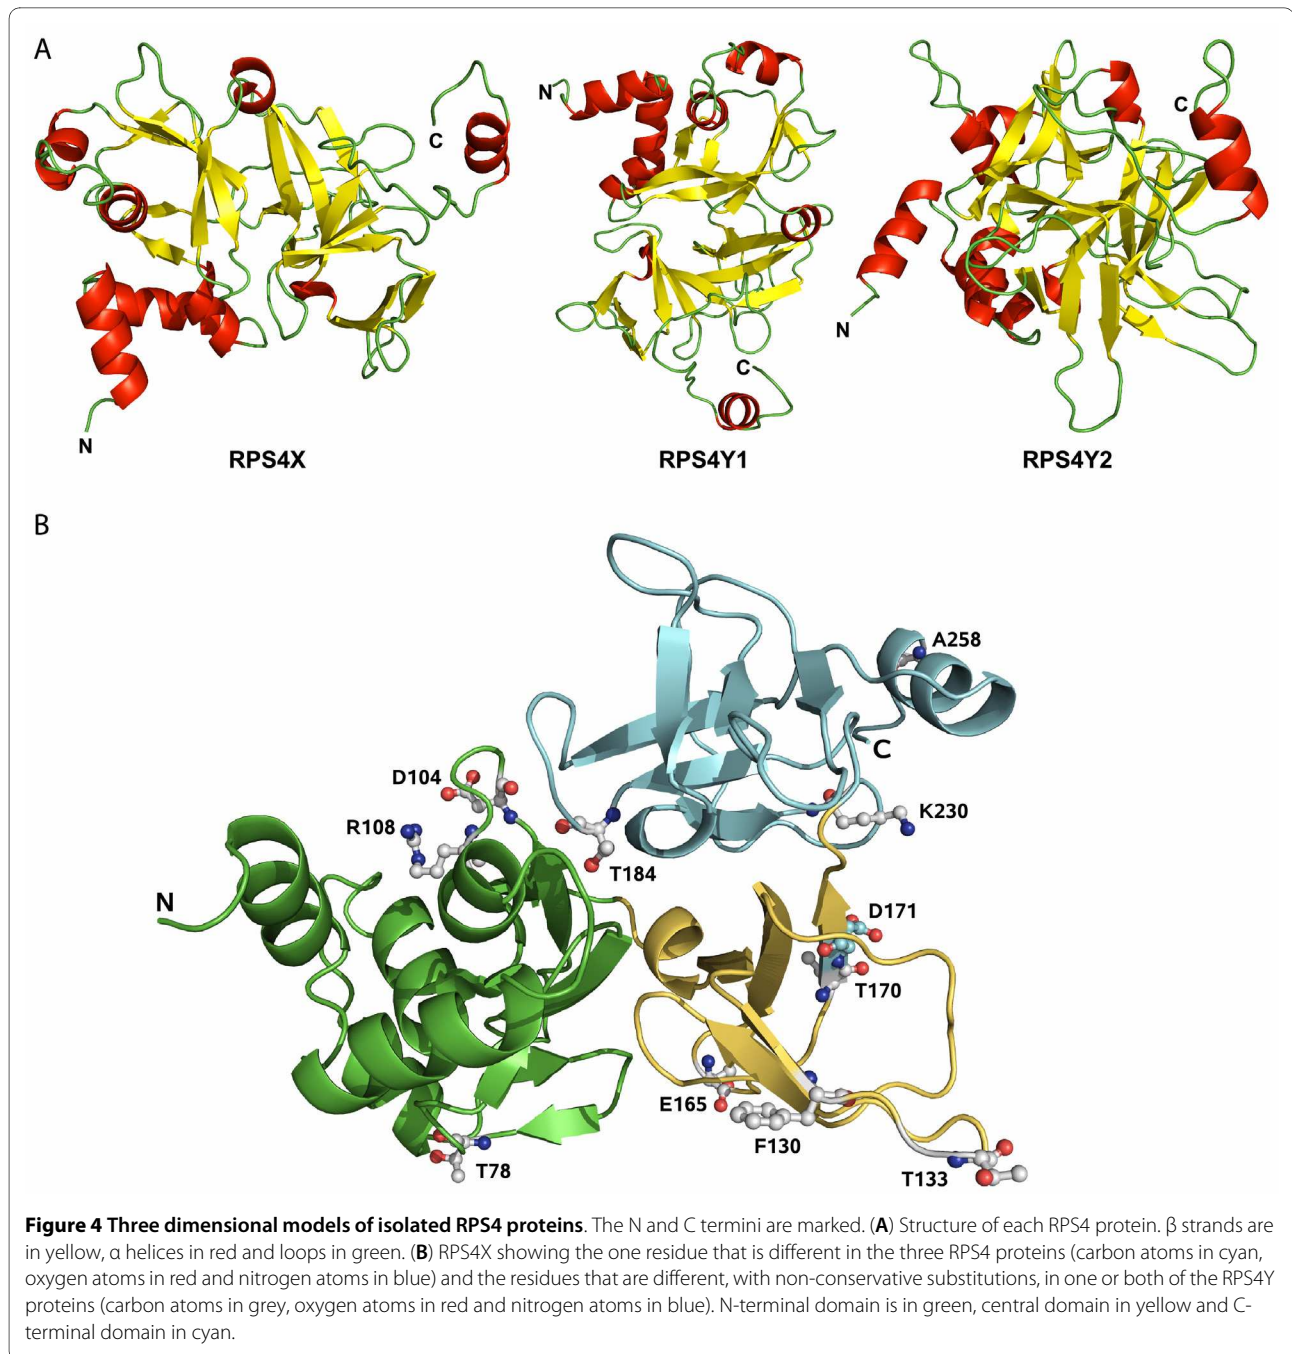 A
N
C
RPS4X
N
C
RPS4Y1
C
N
RPS4Y2
B
A258
C
D104
R108
K230
T184
N
D171
T170
E165
F130
T78
T133
Figure 4 Three dimensional models of isolated RPS4 proteins. The N and C termini are marked. (A) Structure of each RPS4 protein. β strands are
in yellow, α helices in red and loops in green. (B) RPS4X showing the one residue that is different in the three RPS4 proteins (carbon atoms in cyan,
oxygen atoms in red and nitrogen atoms in blue) and the residues that are different, with non-conservative substitutions, in one or both of the RPS4Y
proteins (carbon atoms in grey, oxygen atoms in red and nitrogen atoms in blue). N-terminal domain is in green, central domain in yellow and C-
terminal domain in cyan.